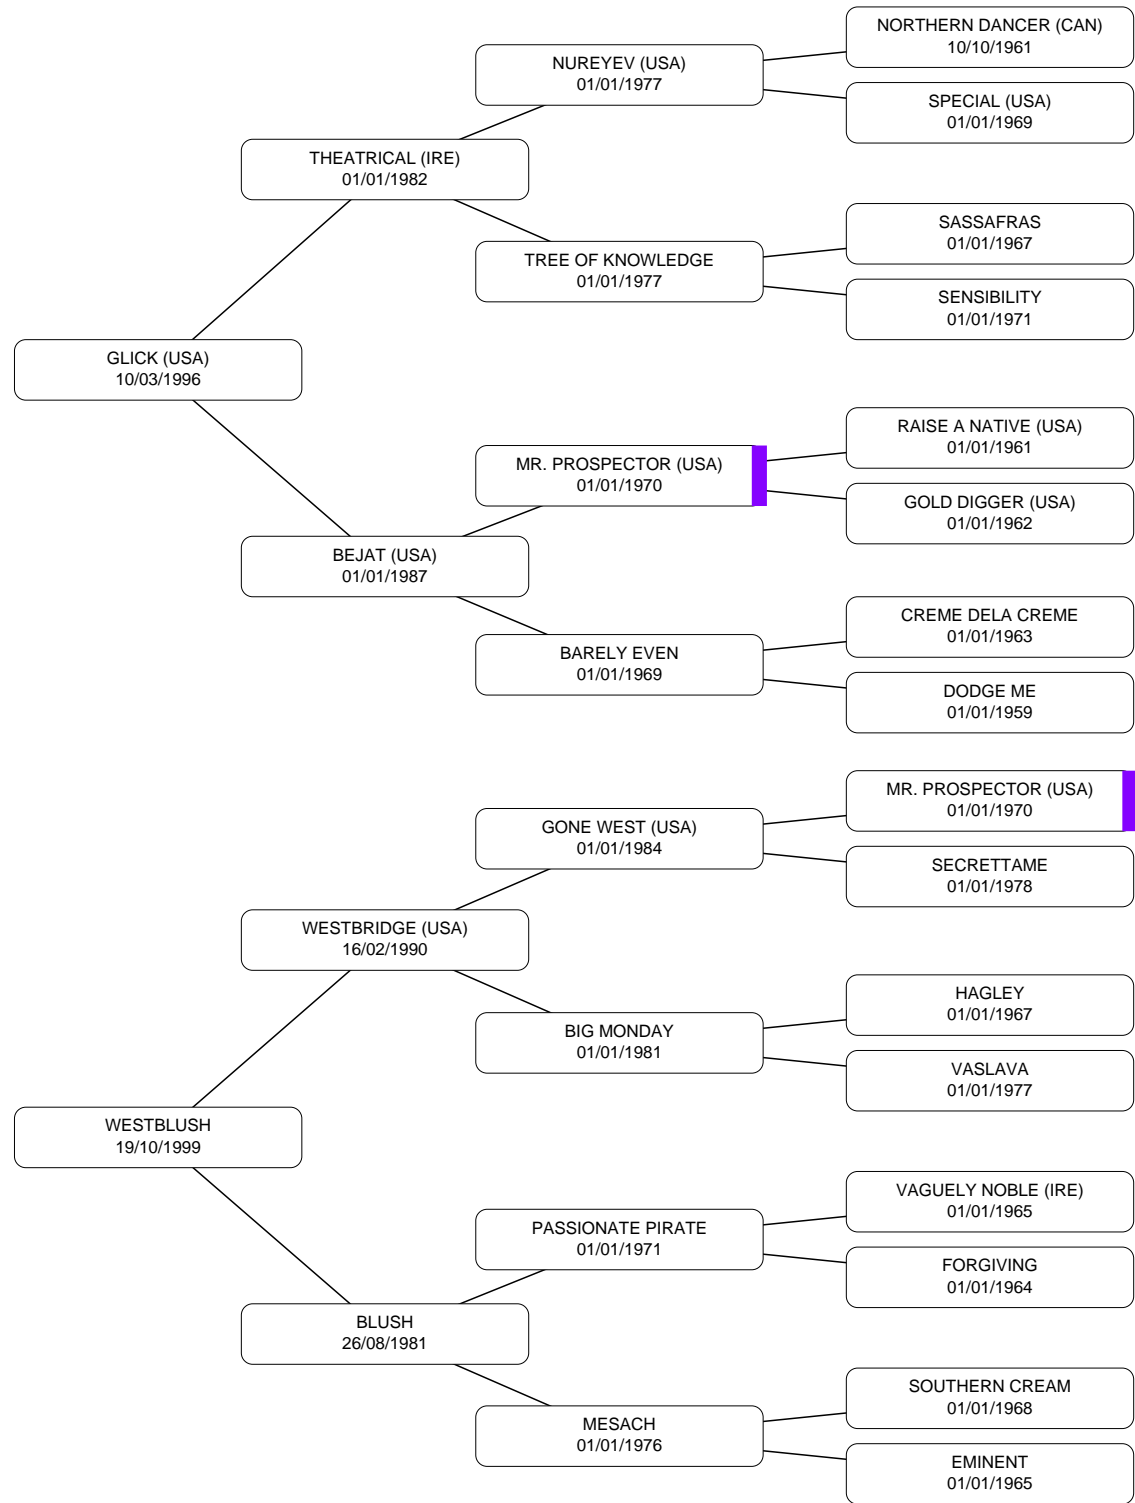 NORTHERN DANCER (CAN)
10/10/1961
NUREYEV (USA)
01/01/1977
SPECIAL (USA)
01/01/1969
THEATRICAL (IRE)
01/01/1982
SASSAFRAS
01/01/1967
TREE OF KNOWLEDGE
01/01/1977
SENSIBILITY
01/01/1971
GLICK (USA)
10/03/1996
RAISE A NATIVE (USA)
01/01/1961
MR. PROSPECTOR (USA)
01/01/1970
GOLD DIGGER (USA)
01/01/1962
BEJAT (USA)
01/01/1987
CREME DELA CREME
01/01/1963
BARELY EVEN
01/01/1969
DODGE ME
01/01/1959
MR. PROSPECTOR (USA)
01/01/1970
GONE WEST (USA)
01/01/1984
SECRETTAME
01/01/1978
WESTBRIDGE (USA)
16/02/1990
HAGLEY
01/01/1967
BIG MONDAY
01/01/1981
VASLAVA
01/01/1977
WESTBLUSH
19/10/1999
VAGUELY NOBLE (IRE)
01/01/1965
PASSIONATE PIRATE
01/01/1971
FORGIVING
01/01/1964
BLUSH
26/08/1981
SOUTHERN CREAM
01/01/1968
MESACH
01/01/1976
EMINENT
01/01/1965